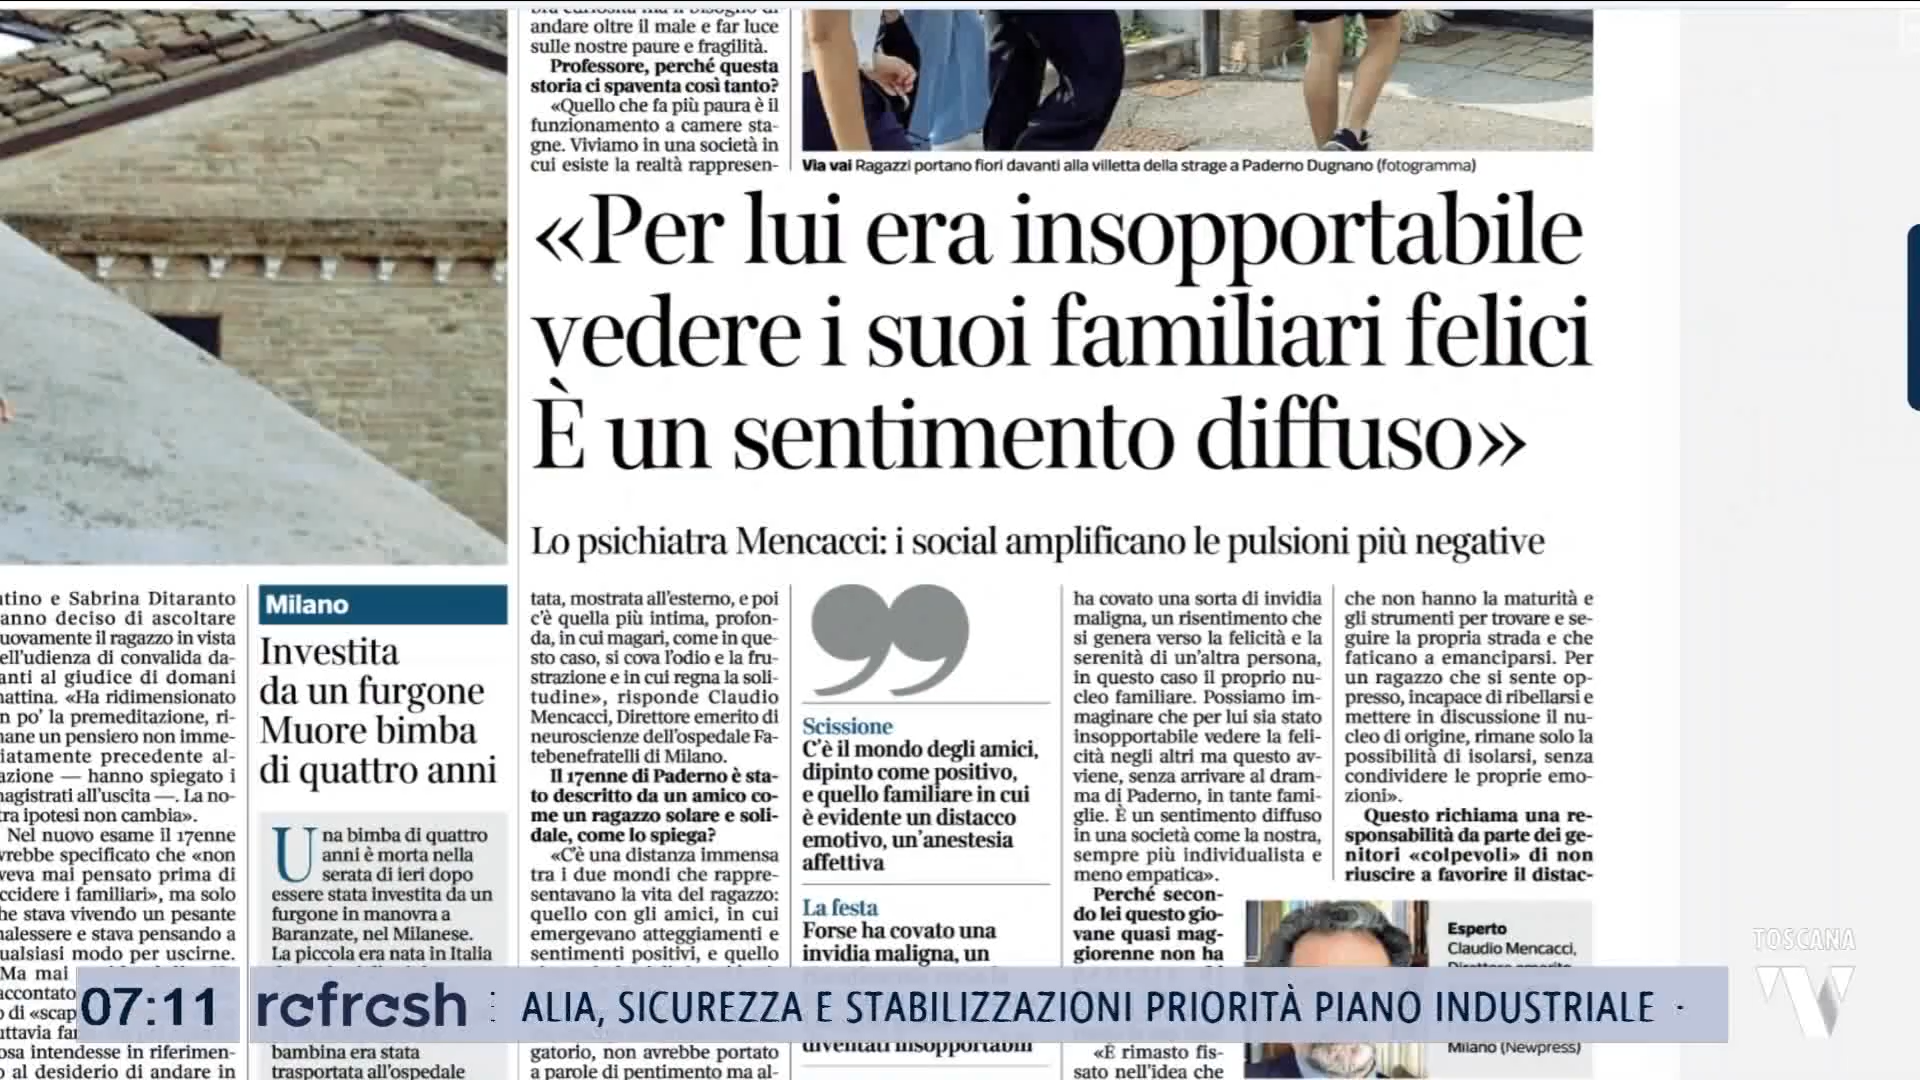 andare oltre il male e far luce
sulle nostre paure e fragilità.
Professore, perché questa
storia ci spaventa così tanto?
«Quello che fa più paura è il
funzionamento a camere sta-
gne. Viviamo in una società in
cui esiste la realtà rappresen-
Via vai Ragazzi portano fiori davanti alla villetta della strage a Paderno Dugnano (fotogramma)
«Per lui era insopportabile
vedere i suoi familiari felici
È un sentimento diffuso»
Lo psichiatra Mencacci: i social amplificano le pulsioni più negative
tino e Sabrina Ditaranto
anno deciso di ascoltare
uovamente il ragazzo in vista
ell'udienza di convalida da-
anti al giudice di domani
mattina. «Ha ridimensionato
n po' la premeditazione, ri-
mane un pensiero non imme-
iatamente precedente al-
azione — hanno spiegato i
magistrati all'uscita —. La no-
tra ipotesi non cambia».
Nel nuovo esame il 17enne
vrebbe specificato che «non
veva mai pensato prima di
ccidere i familiari», ma solo
he stava vivendo un pesante
malessere e stava pensando a
ualsiasi modo per uscirne.
Ma mai
accontato
di «scap
uttavia
osa intendesse in riferimen-
o al desiderio di andare in
Milano
Investita
da un furgone
Muore bimba
di quattro anni
Una bimba di quattro
anni è morta nella
serata di ieri dopo
essere stata investita da un
furgone in manovra a
Baranzate, nel Milanese.
La piccola era nata in Italia
bambina era stata
trasportata all'ospedale
tata, mostrata all'esterno, e poi
c'è quella più intima, profon-
da, in cui magari, come in que-
sto caso, si cova l'odio e la fru-
strazione e in cui regna la soli-
tudine», risponde Claudio
Mencacci, Direttore emerito di
neuroscienze dell'ospedale Fa-
tebenefratelli di Milano.
Il 17enne di Paderno è sta-
to descritto da un amico co-
me un ragazzo solare e soli-
dale, come lo spiega?
«C'è una distanza immensa
tra i due mondi che rappre-
sentavano la vita del ragazzo:
quello con gli amici, in cui
emergevano atteggiamenti e
sentimenti positivi, e quello
gatorio, non avrebbe portato
a parole di pentimento ma al-
”
Scissione
C'è il mondo degli amici,
dipinto come positivo,
e quello familiare in cui
è evidente un distacco
emotivo, un'anestesia
affettiva
La festa
Forse ha covato una
invidia maligna, un
diventati insopportabili
ha covato una sorta di invidia
maligna, un risentimento che
si genera verso la felicità e la
serenità di un'altra persona,
in questo caso il proprio nu-
cleo familiare. Possiamo im-
maginare che per lui sia stato
insopportabile vedere la feli-
cità negli altri ma questo av-
viene, senza arrivare al dram-
ma di Paderno, in tante fami-
glie. È un sentimento diffuso
in una società come la nostra,
sempre più individualista e
meno empatica».
Perché secon-
do lei questo gio-
vane quasi mag-
giorenne non ha
«È rimasto fis-
sato nell'idea che
che non hanno la maturità e
gli strumenti per trovare e se-
guire la propria strada e che
faticano a emanciparsi. Per
un ragazzo che si sente op-
presso, incapace di ribellarsi e
mettere in discussione il nu-
cleo di origine, rimane solo la
possibilità di isolarsi, senza
condividere le proprie emo-
zioni».
Questo richiama una re-
sponsabilità da parte dei ge-
nitori «colpevoli» di non
riuscire a favorire il distac-
Esperto
Claudio Mencacci,
Milano (Newpress)
TOSCANA
TV
07:11 refresh ALIA, SICUREZZA E STABILIZZAZIONI PRIORITÀ PIANO INDUSTRIALE -